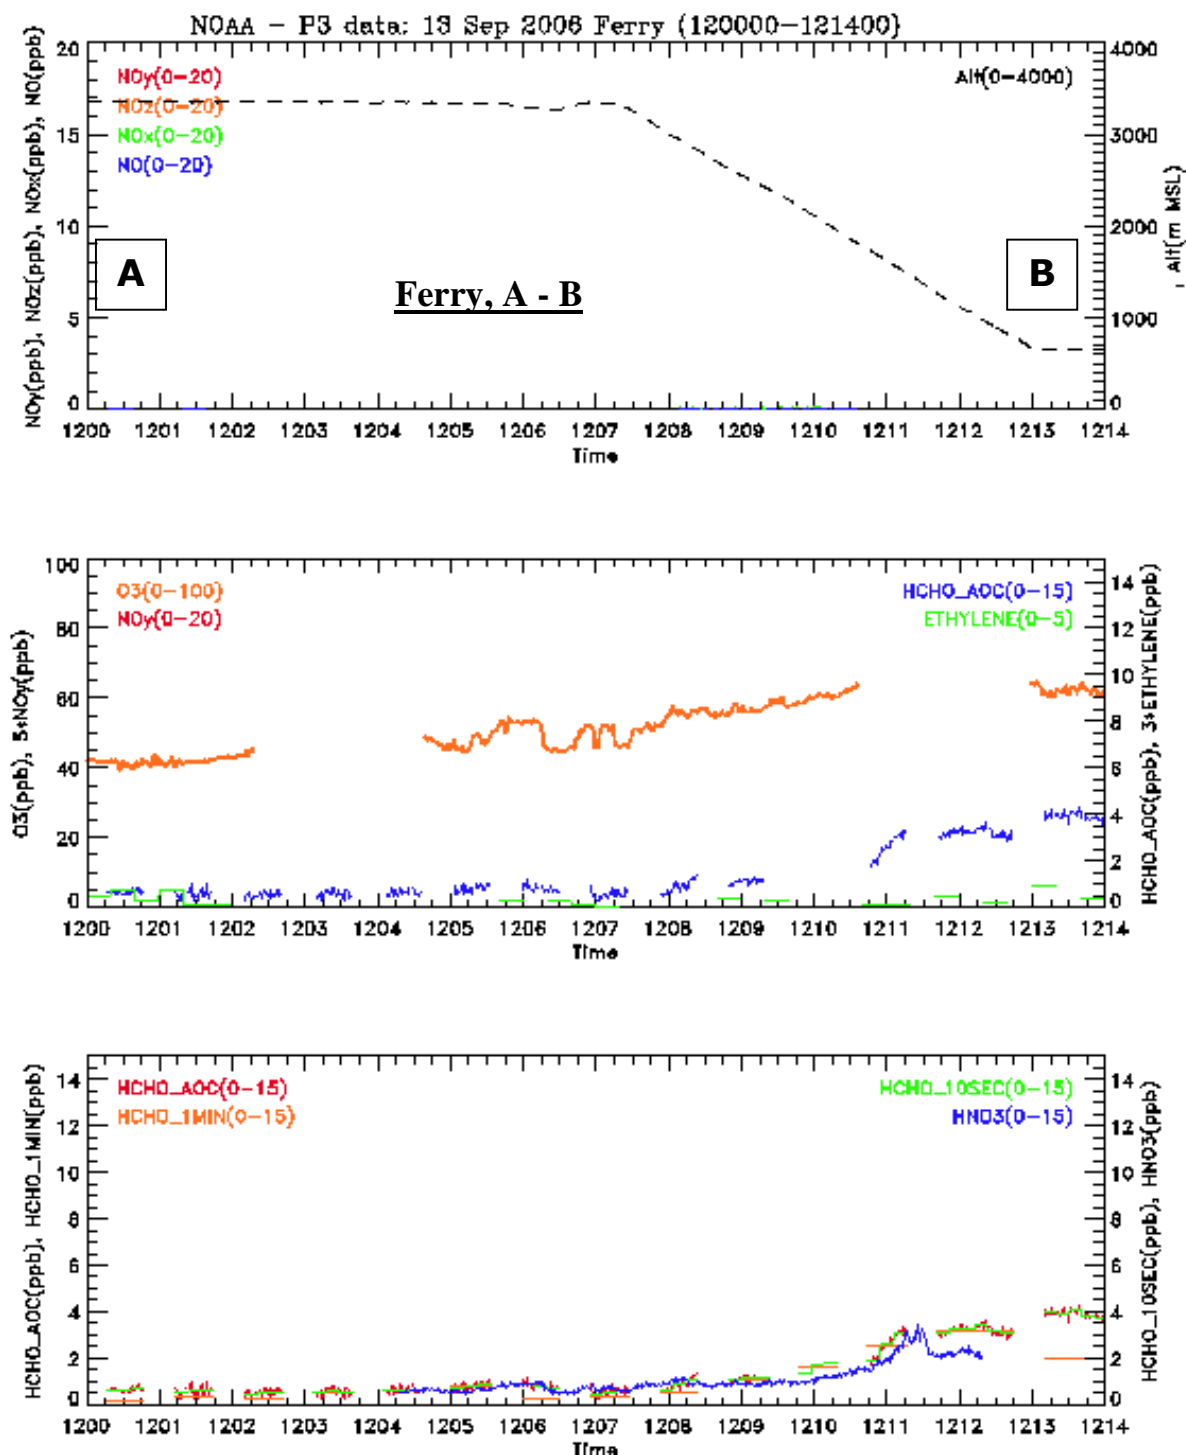 NOAA - P3 data: 13 Sep 2006 Ferry (120000-121400)
NOy(ppb), NOz(ppb), NOx(ppb), NO(ppb)
20
15
10
5
0
NOy(0-20)
NOz(0-20)
NOx(0-20)
NO(0-20)
Alt(0-4000)
A
Ferry, A - B
B
4000
3000
2000
1000
0
_ Alt(m MSL)
1200 1201 1202 1203 1204 1205 1206 1207 1208 1209 1210 1211 1212 1213 1214
Time
O3(ppb), 5*NOy(ppb)
100
80
60
40
20
0
O3(0-100)
NOy(0-20)
HCHO_AOC(0-15)
ETHYLENE(0-5)
14
12
10
8
6
4
2
0
HCHO_AOC(ppb), 3*ETHYLENE(ppb)
1200 1201 1202 1203 1204 1205 1206 1207 1208 1209 1210 1211 1212 1213 1214
Time
HCHO_AOC(ppb), HCHO_1MIN(ppb)
14
12
10
8
6
4
2
0
HCHO_AOC(0-15)
HCHO_1MIN(0-15)
HCHO_10SEC(0-15)
HNO3(0-15)
14
12
10
8
6
4
2
0
HCHO_10SEC(ppb), HNO3(ppb)
1200 1201 1202 1203 1204 1205 1206 1207 1208 1209 1210 1211 1212 1213 1214
Time